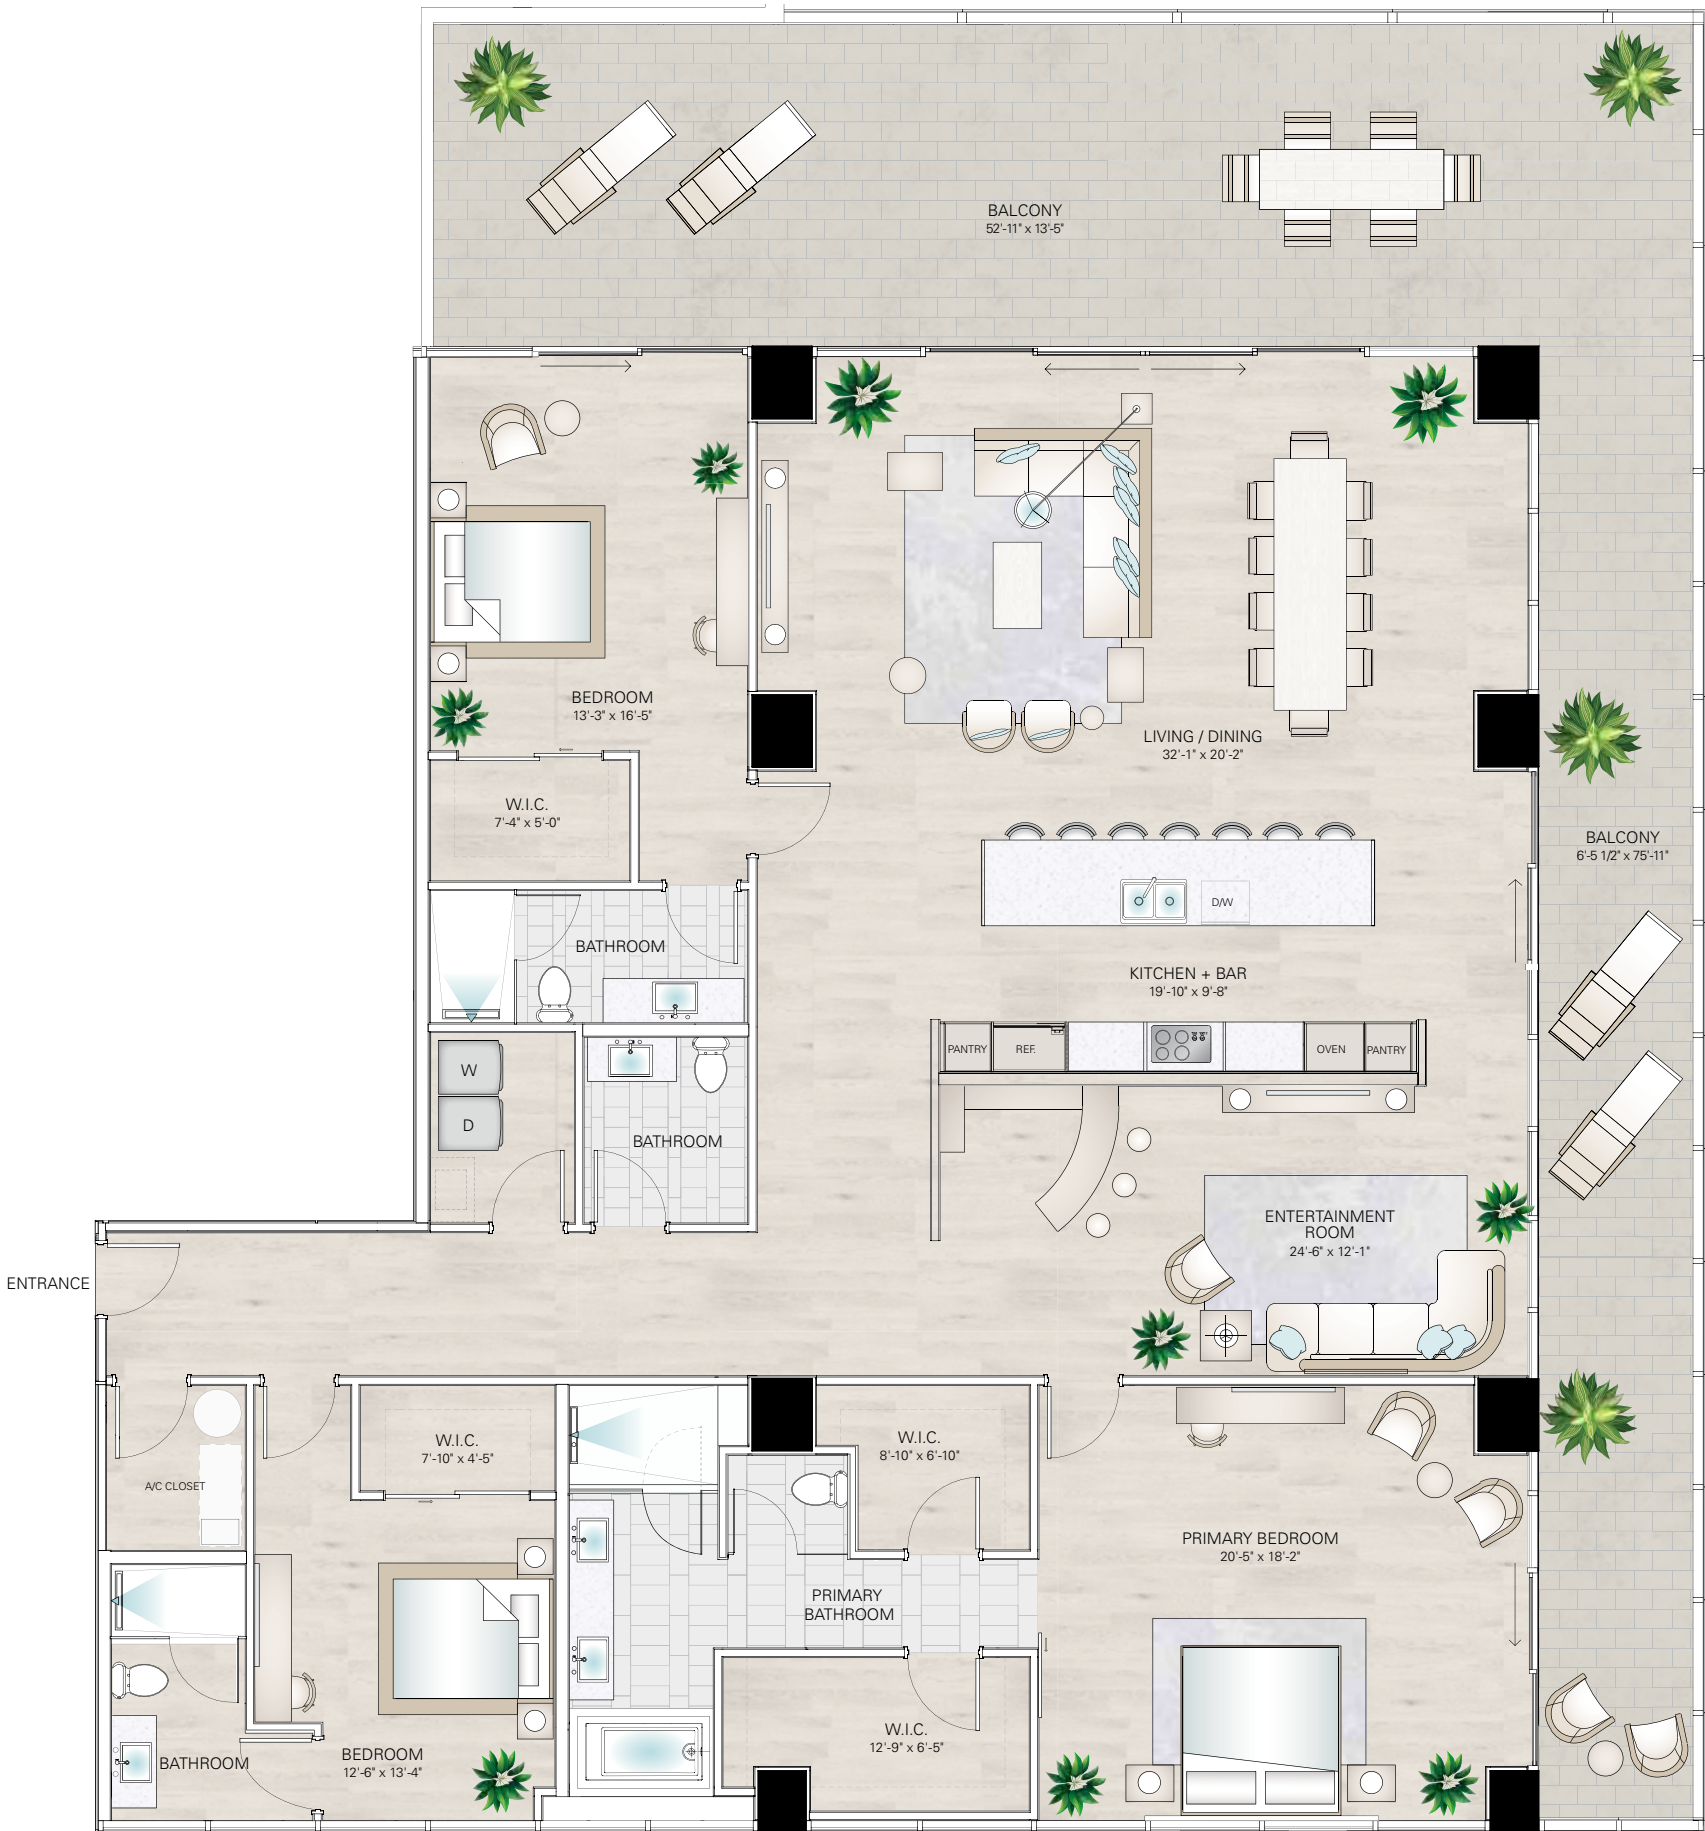 BALCONY
52'-11" x 13'-5"
BEDROOM
13'-3" x 16'-5"
LIVING / DINING
32'-1" x 20'-2"
W.I.C.
7'-4" x 5'-0"
BALCONY
6'-5 1/2" x 75'-11"
D/W
BATHROOM
KITCHEN + BAR
19'-10" x 9'-8"
PANTRY
REF.
OVEN
PANTRY
W
D
BATHROOM
ENTERTAINMENT
ROOM
24'-6" x 12'-1"
ENTRANCE
W.I.C.
7'-10" x 4'-5"
W.I.C.
8'-10" x 6'-10"
A/C CLOSET
PRIMARY BEDROOM
20'-5" x 18'-2"
PRIMARY
BATHROOM
W.I.C.
12'-9" x 6'-5"
BATHROOM
BEDROOM
12'-6" x 13'-4"